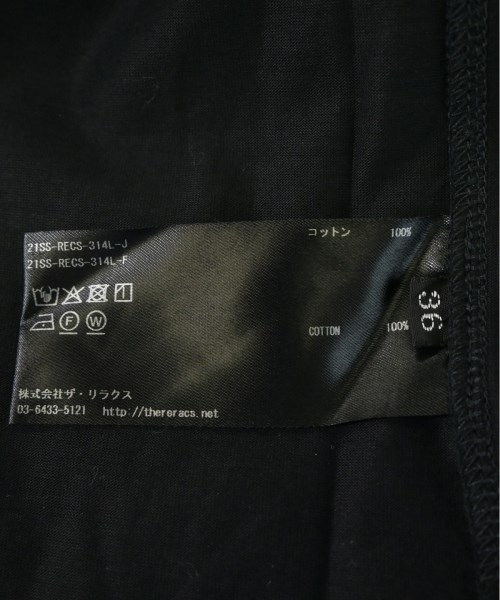 21SS-RECS-314L-J
21SS-RECS-314L-F
コットン 100%
COTTON 100%
36
F W
株式会社ザ・リラクス
03-6433-5121 http://thereracs.net